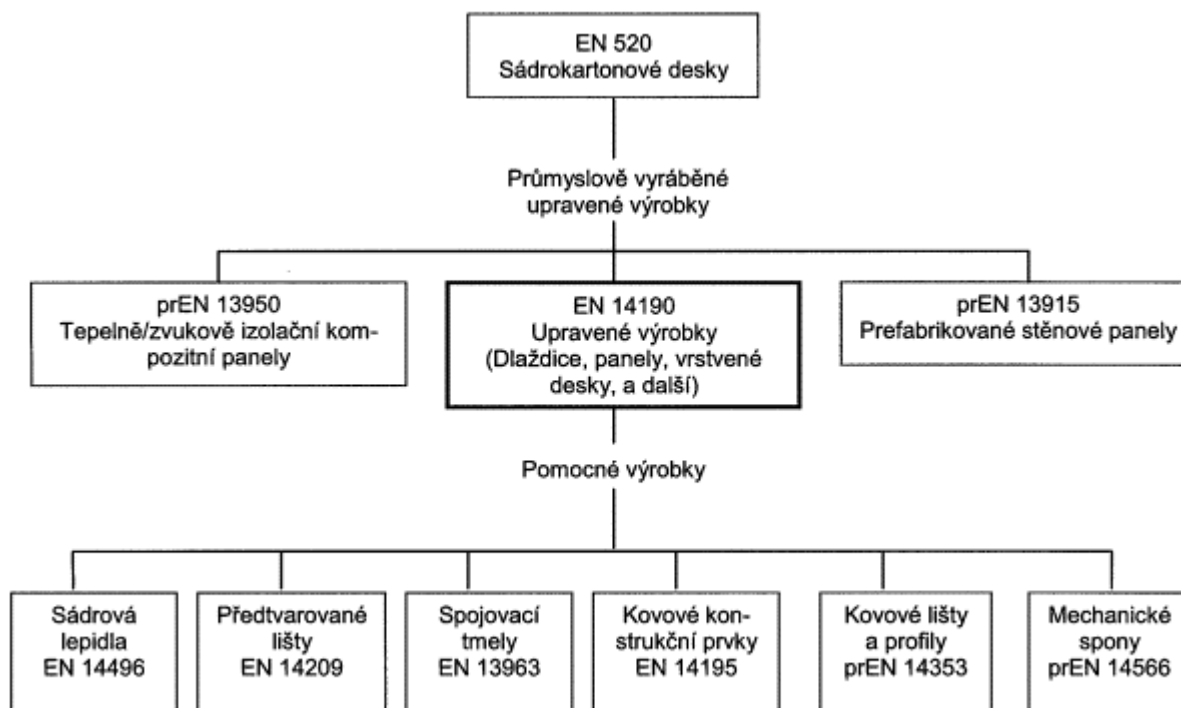 EN 520
Sádrokartonové desky
Průmyslově vyráběné
upravené výrobky
prEN 13950
Tepelně/zvukově izolační kom-
pozitní panely
EN 14190
Upravené výrobky
(Dlaždice, panely, vrstvené
desky, a další)
prEN 13915
Prefabrikované stěnové panely
Pomocné výrobky
Sádrová
lepidla
EN 14496
Předtvarované
lišty
EN 14209
Spojovací
tmely
EN 13963
Kovové kon-
strukční prvky
EN 14195
Kovové lišty
a profily
prEN 14353
Mechanické
spony
prEN 14566